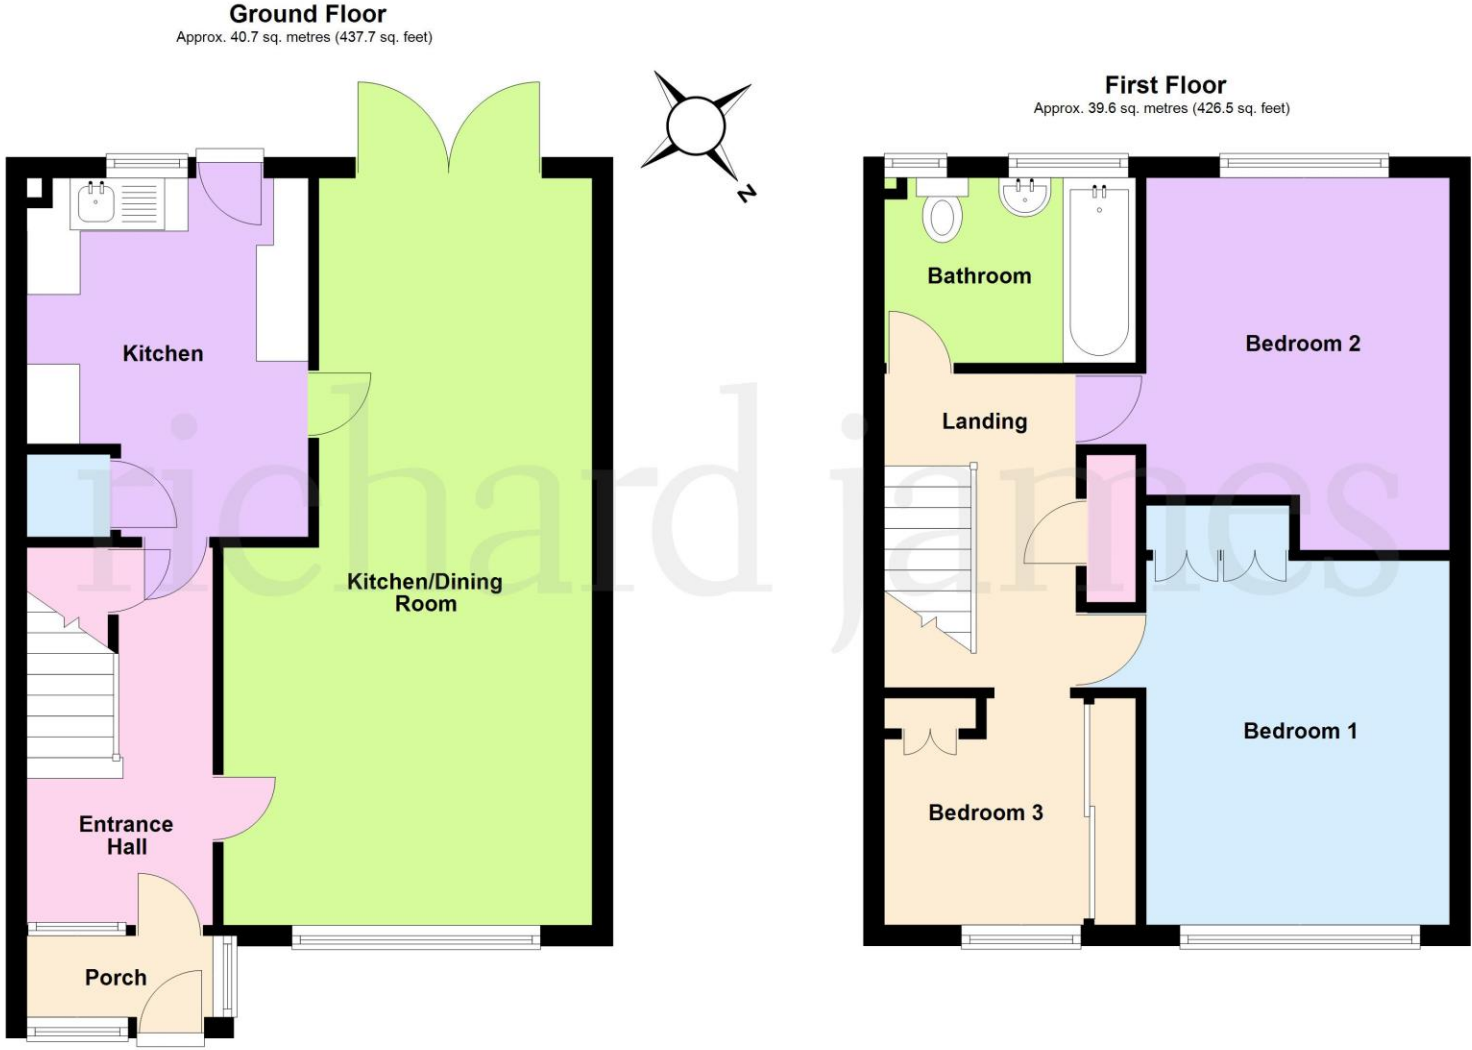 Ground Floor
Approx. 40.7 sq. metres (437.7 sq. feet)
First Floor
Approx. 39.6 sq. metres (426.5 sq. feet)
N
Kitchen
Kitchen/Dining
Room
Entrance
Hall
Porch
Bathroom
Bedroom 2
Landing
Bedroom 1
Bedroom 3
richard james